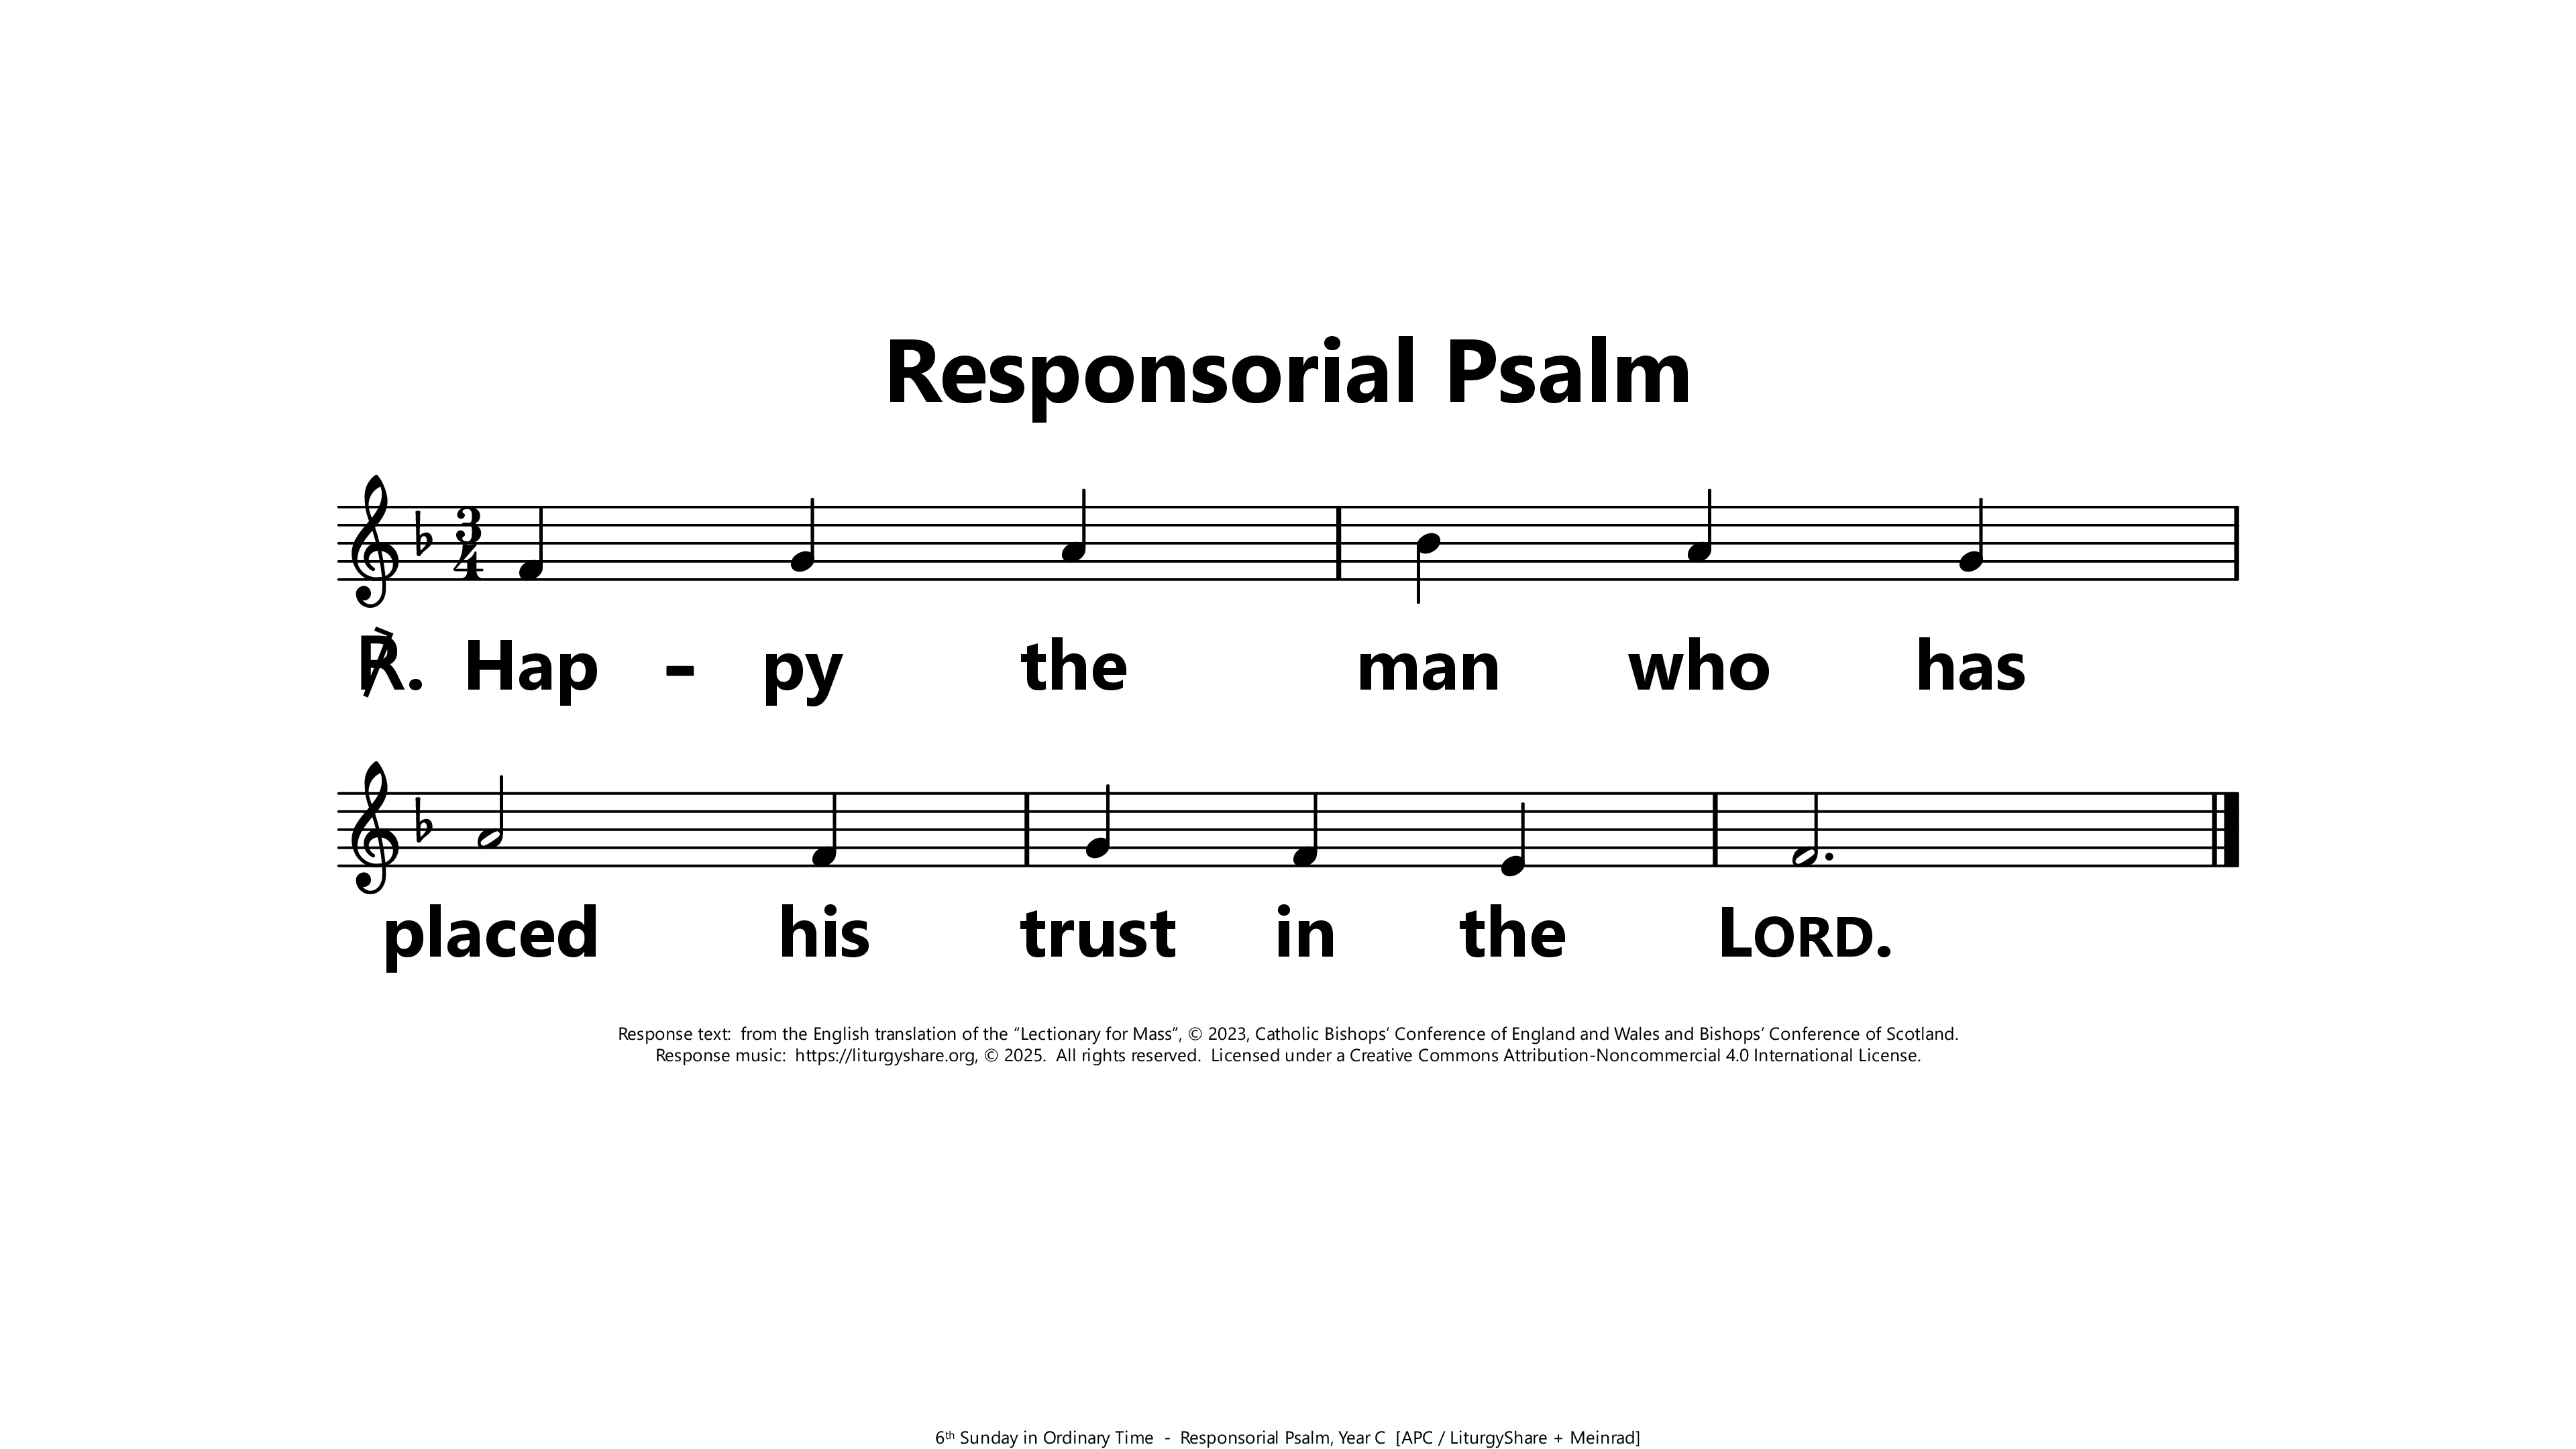 Responsorial Psalm
3
4
℟. Hap - py the man who has
placed his trust in the LORD.
Response text:  from the English translation of the “Lectionary for Mass”, © 2023, Catholic Bishops’ Conference of England and Wales and Bishops’ Conference of Scotland.
Response music:  https://liturgyshare.org, © 2025.  All rights reserved.  Licensed under a Creative Commons Attribution-Noncommercial 4.0 International License.
6th Sunday in Ordinary Time  -  Responsorial Psalm, Year C  [APC / LiturgyShare + Meinrad]